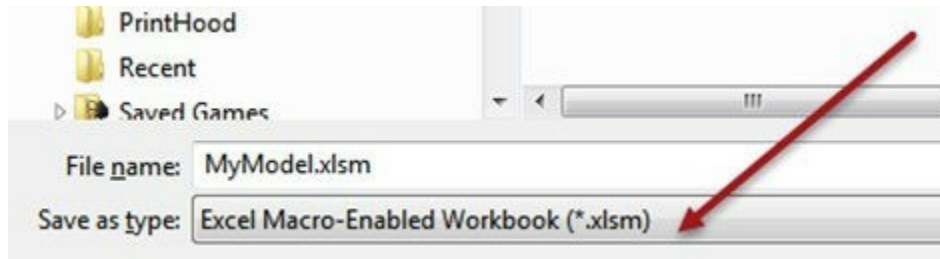 PrintHood
Recent
Saved Games
File name: MyModel.xlsm
Save as type: Excel Macro-Enabled Workbook (*.xlsm)